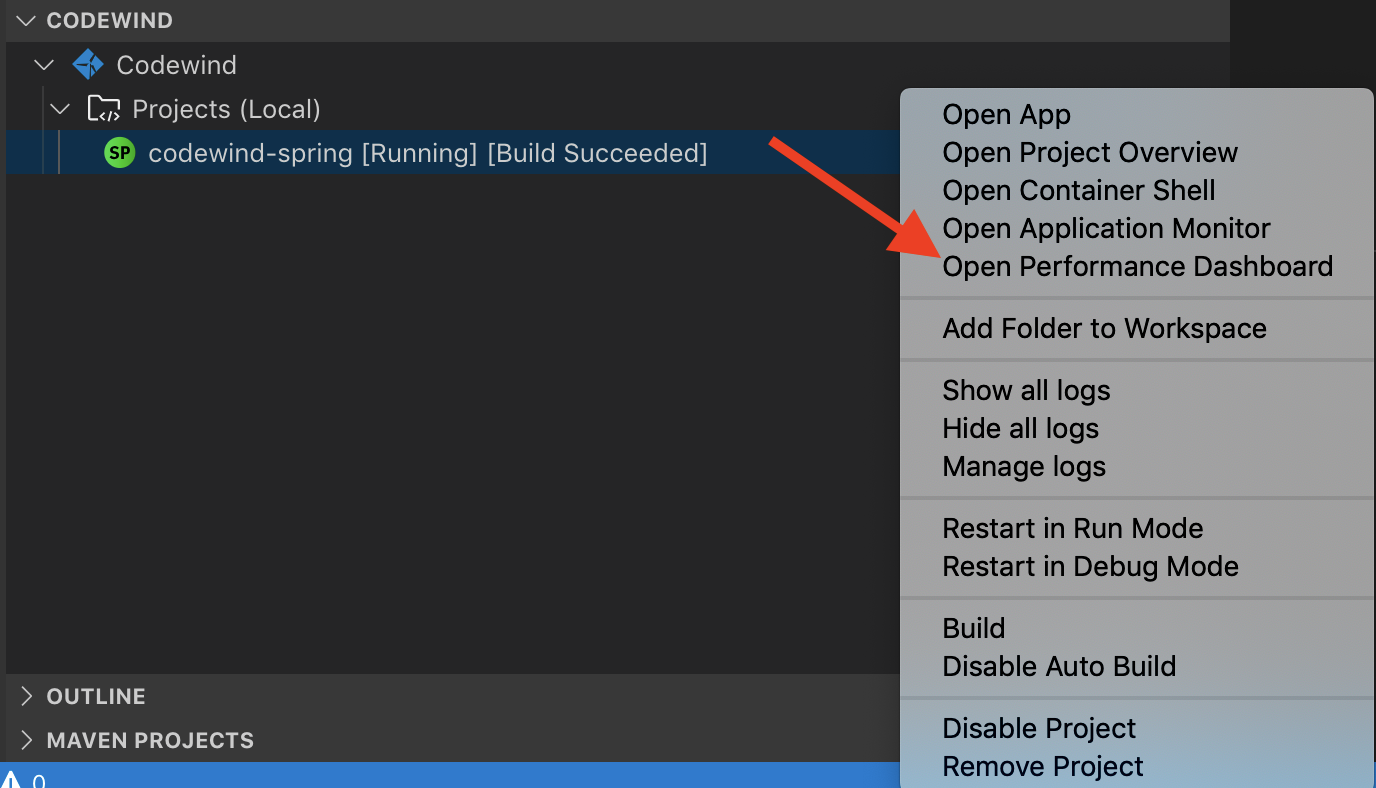 CODEWIND
Codewind
Projects (Local)
SP codewind-spring [Running] [Build Succeeded]
Open App
Open Project Overview
Open Container Shell
Open Application Monitor
Open Performance Dashboard
Add Folder to Workspace
Show all logs
Hide all logs
Manage logs
Restart in Run Mode
Restart in Debug Mode
Build
Disable Auto Build
Disable Project
Remove Project
OUTLINE
MAVEN PROJECTS
0